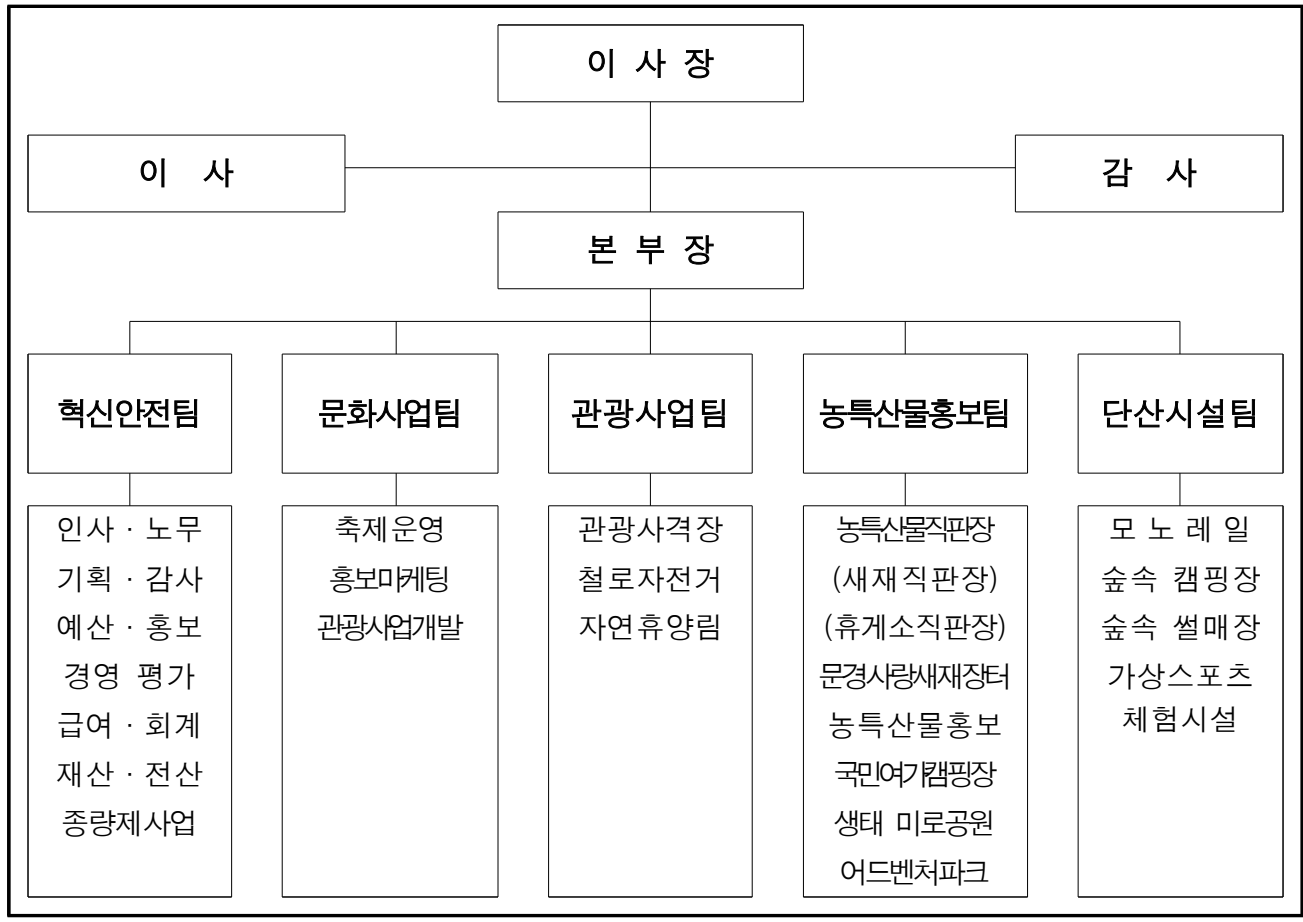 이 사 장
이 사
감 사
본 부 장
혁신안전팀
인사 · 노무
기획 · 감사
예산 · 홍보
경영 평가
급여 · 회계
재산 · 전산
종량제사업
문화사업팀
축제운영
홍보마케팅
관광사업개발
관광사업팀
관광사격장
철로자전거
자연휴양림
농특산물홍보팀
농특산물직판장
(새재직판장)
(휴게소직판장)
문경사랑새재장터
농특산물홍보
국민여가캠핑장
생태 미로공원
어드벤처파크
단산시설팀
모 노 레 일
숲속 캠핑장
숲속 썰매장
가상스포츠
체험시설